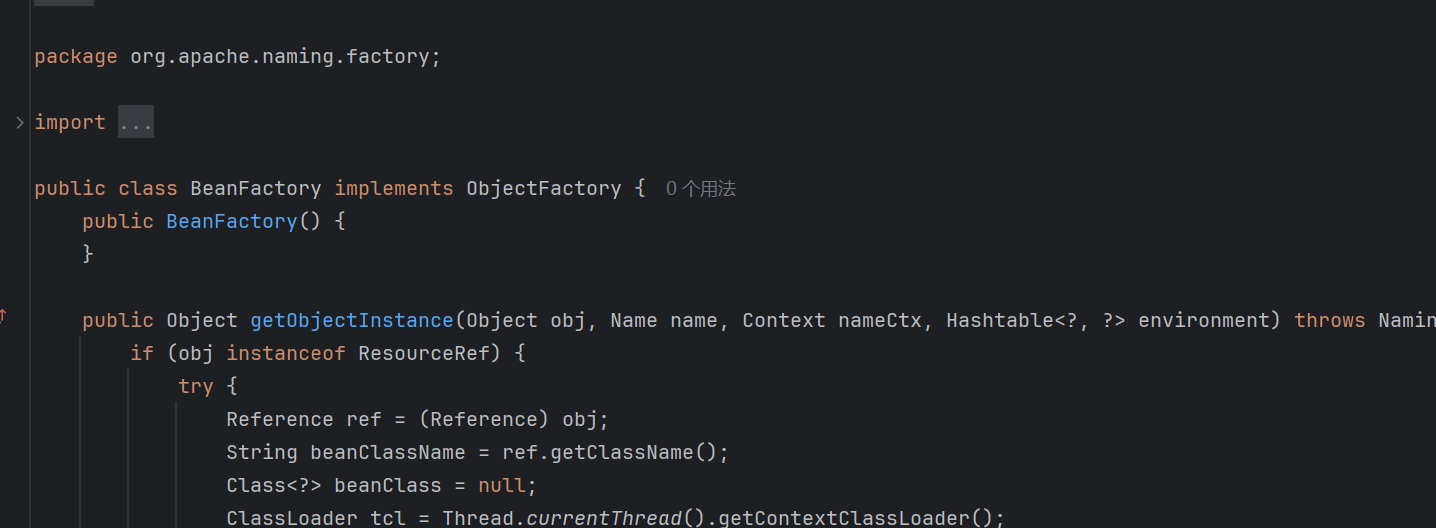 package org.apache.naming.factory;
import ...
public class BeanFactory implements ObjectFactory { 0 个用法
public BeanFactory() {
}
public Object getObjectInstance(Object obj, Name name, Context nameCtx, Hashtable<?, ?> environment) throws Namin
if (obj instanceof ResourceRef) {
try {
Reference ref = (Reference) obj;
String beanClassName = ref.getClassName();
Class<?> beanClass = null;
ClassLoader tcl = Thread.currentThread().getContextClassLoader();